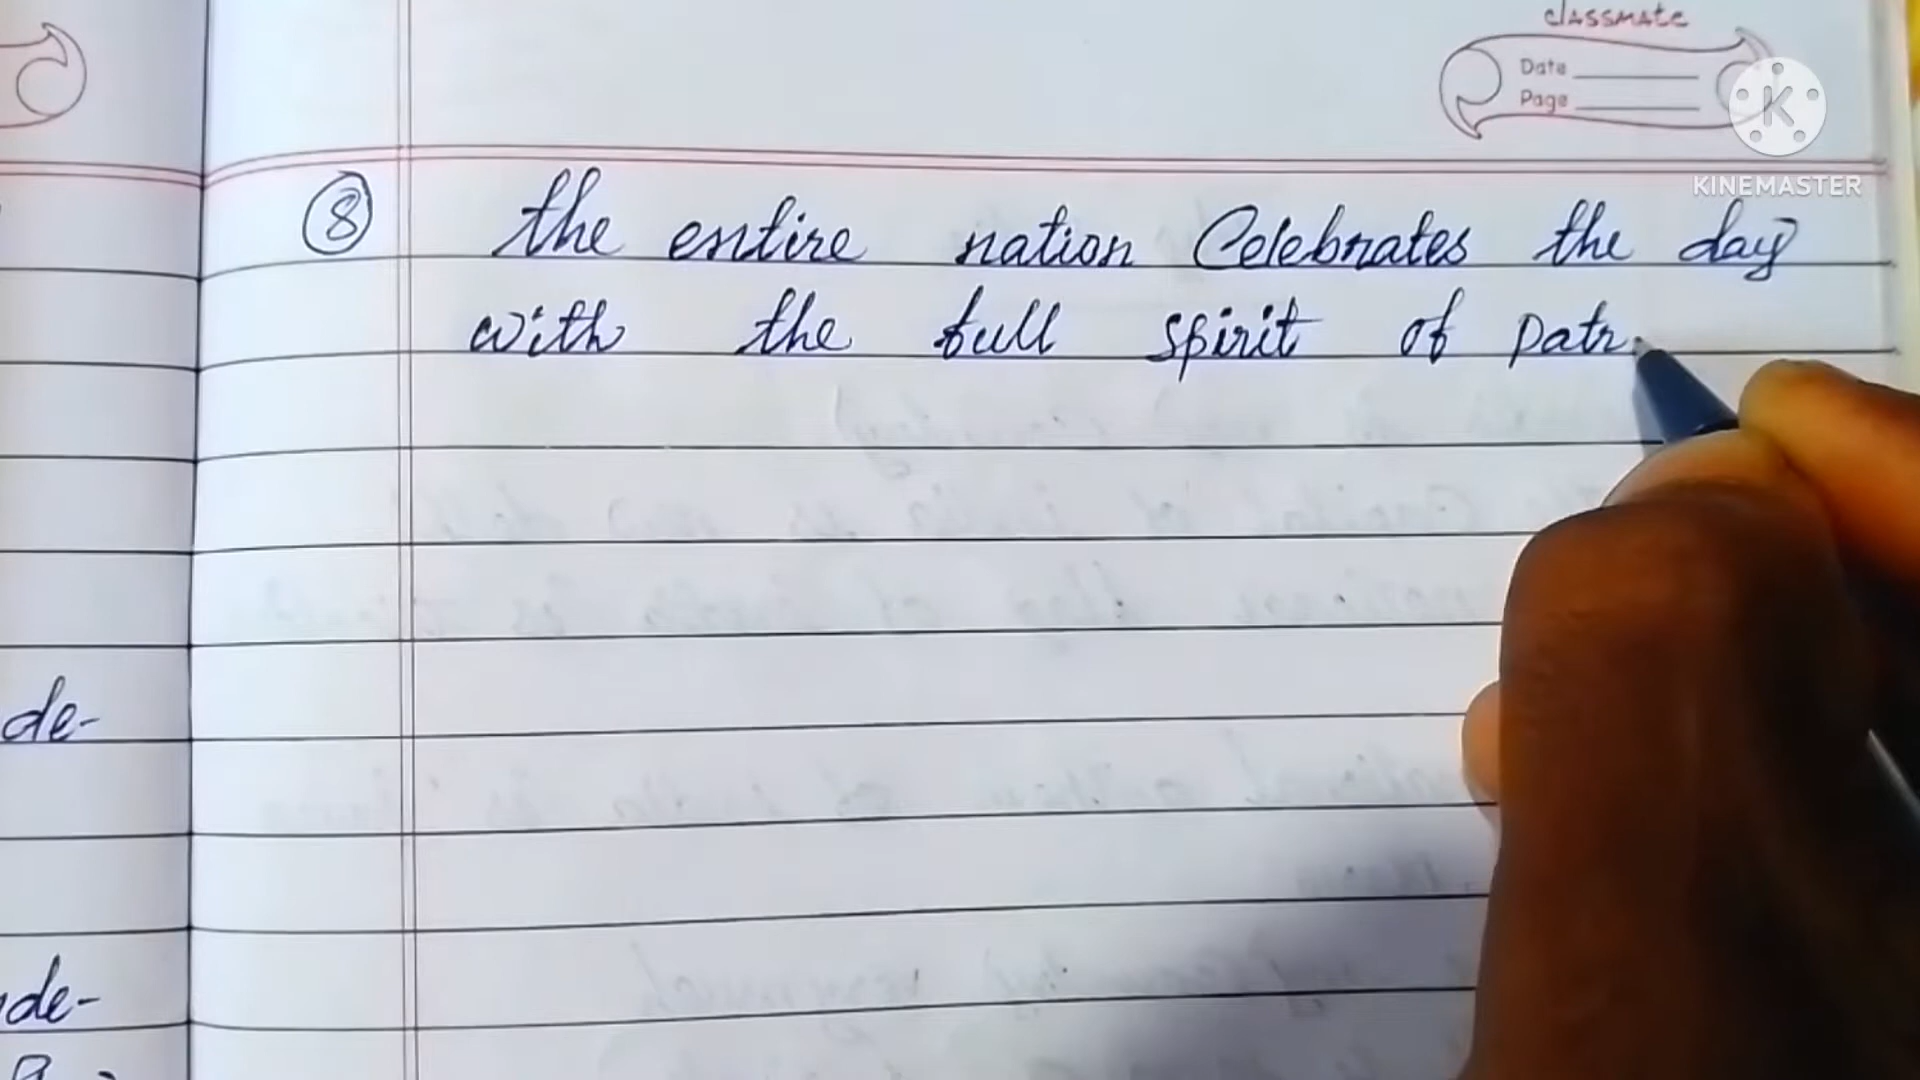 classmate
Date
Page
KINEMASTER
8 the entire nation Celebrates the day
with the full spirit of patr
de-
de-